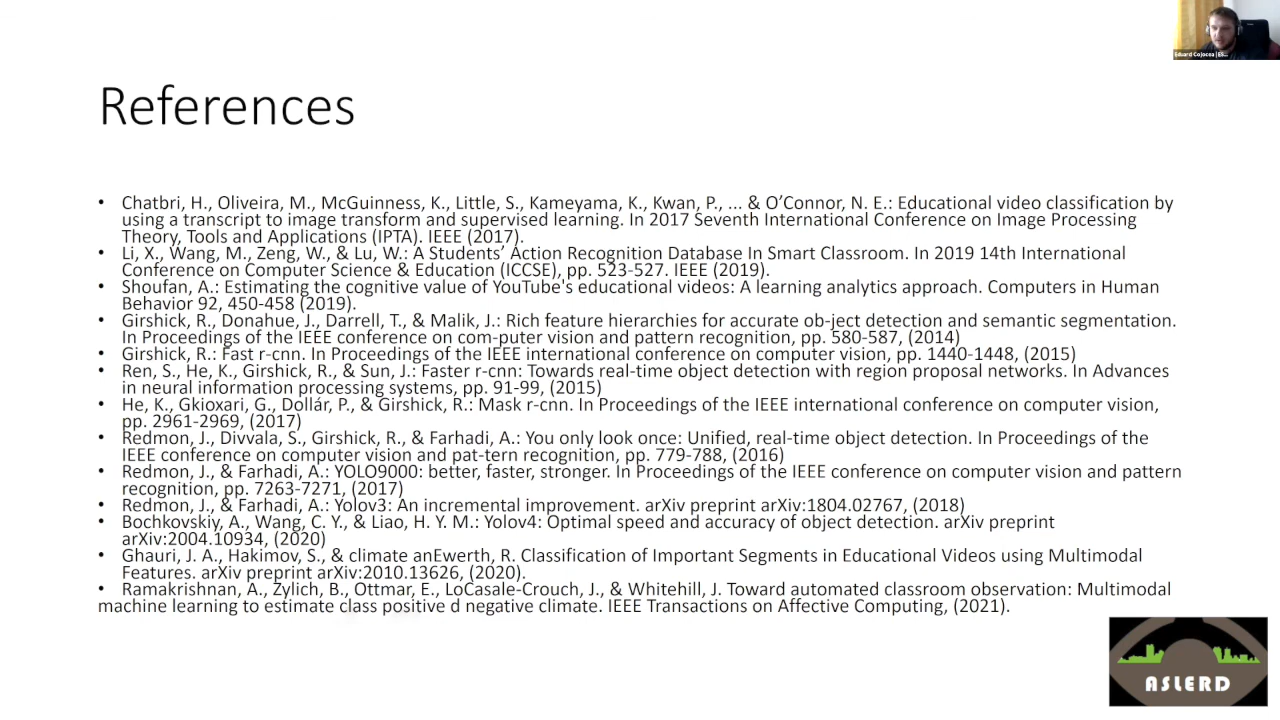 Eduard Cojocea | ES...
References
• Chatbri, H., Oliveira, M., McGuinness, K., Little, S., Kameyama, K., Kwan, P., ... & O’Connor, N. E.: Educational video classification by
using a transcript to image transform and supervised learning. In 2017 Seventh International Conference on Image Processing
Theory, Tools and Applications (IPTA). IEEE (2017).
• Li, X., Wang, M., Zeng, W., & Lu, W.: A Students’ Action Recognition Database In Smart Classroom. In 2019 14th International
Conference on Computer Science & Education (ICCSE), pp. 523-527. IEEE (2019).
• Shoufan, A.: Estimating the cognitive value of YouTube's educational videos: A learning analytics approach. Computers in Human
Behavior 92, 450-458 (2019).
• Girshick, R., Donahue, J., Darrell, T., & Malik, J.: Rich feature hierarchies for accurate ob-ject detection and semantic segmentation.
In Proceedings of the IEEE conference on com-puter vision and pattern recognition, pp. 580-587, (2014)
• Girshick, R.: Fast r-cnn. In Proceedings of the IEEE international conference on computer vision, pp. 1440-1448, (2015)
• Ren, S., He, K., Girshick, R., & Sun, J.: Faster r-cnn: Towards real-time object detection with region proposal networks. In Advances
in neural information processing systems, pp. 91-99, (2015)
• He, K., Gkioxari, G., Dollár, P., & Girshick, R.: Mask r-cnn. In Proceedings of the IEEE international conference on computer vision,
pp. 2961-2969, (2017)
• Redmon, J., Divvala, S., Girshick, R., & Farhadi, A.: You only look once: Unified, real-time object detection. In Proceedings of the
IEEE conference on computer vision and pat-tern recognition, pp. 779-788, (2016)
• Redmon, J., & Farhadi, A.: YOLO9000: better, faster, stronger. In Proceedings of the IEEE conference on computer vision and pattern
recognition, pp. 7263-7271, (2017)
• Redmon, J., & Farhadi, A.: Yolov3: An incremental improvement. arXiv preprint arXiv:1804.02767, (2018)
• Bochkovskiy, A., Wang, C. Y., & Liao, H. Y. M.: Yolov4: Optimal speed and accuracy of object detection. arXiv preprint
arXiv:2004.10934, (2020)
• Ghauri, J. A., Hakimov, S., & climate anEwerth, R. Classification of Important Segments in Educational Videos using Multimodal
Features. arXiv preprint arXiv:2010.13626, (2020).
• Ramakrishnan, A., Zylich, B., Ottmar, E., LoCasale-Crouch, J., & Whitehill, J. Toward automated classroom observation: Multimodal
machine learning to estimate class positive d negative climate. IEEE Transactions on Affective Computing, (2021).
ASLERD